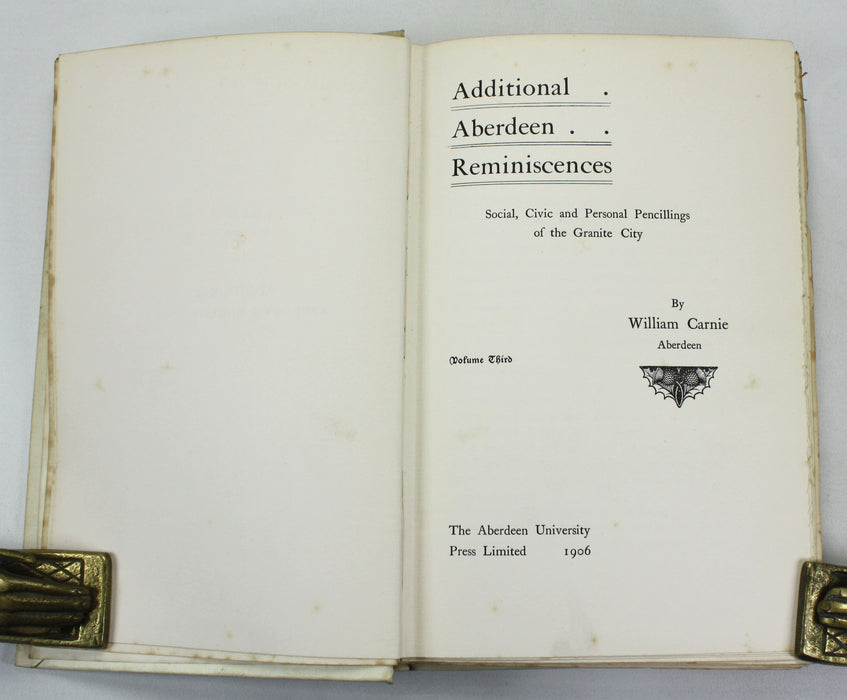 Additional .
Aberdeen . .
Reminiscences
Social, Civic and Personal Pencillings
of the Granite City
By
William Carnie
Aberdeen
Volume Third
The Aberdeen University
Press Limited 1906